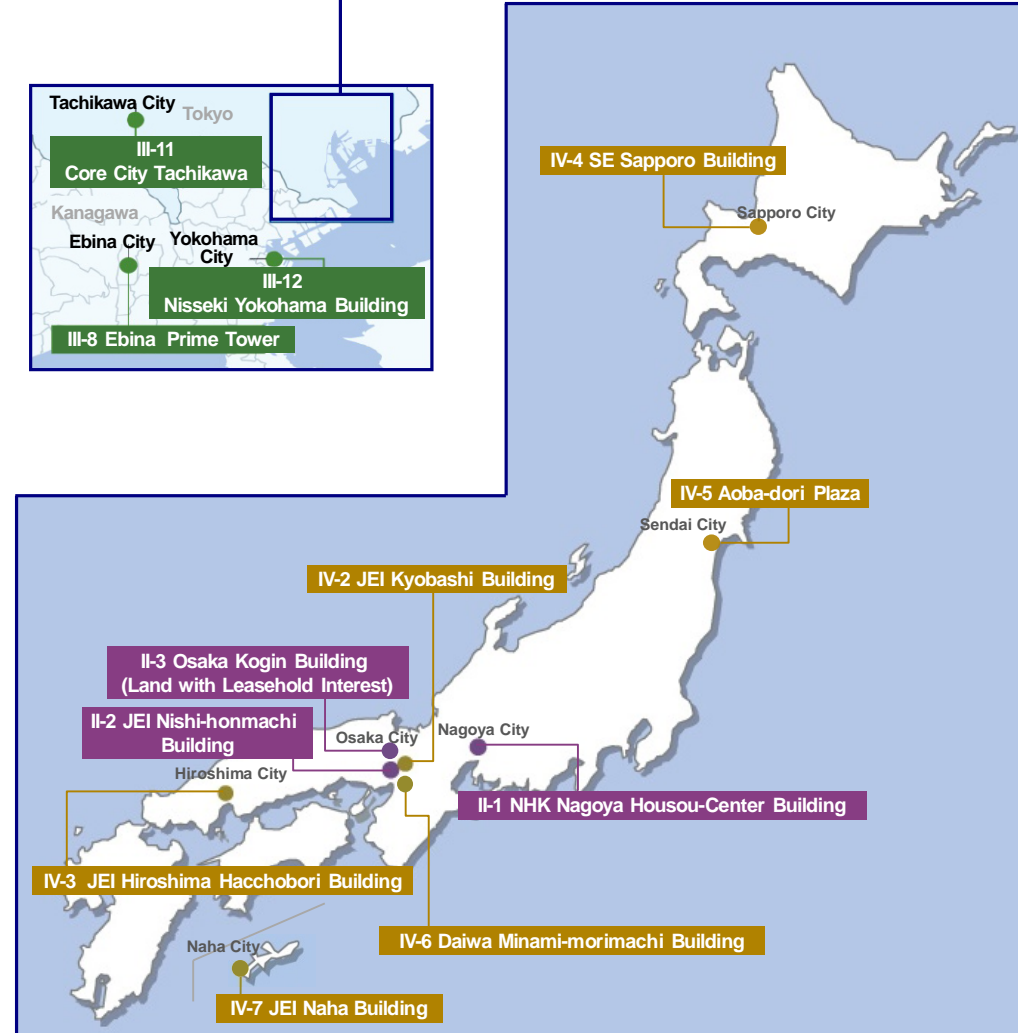 Tachikawa City
Tokyo
III-11
Core City Tachikawa
Kanagawa
Ebina City
Yokohama
City
III-12
Nisseki Yokohama Building
III-8 Ebina Prime Tower
IV-4 SE Sapporo Building
Sapporo City
IV-5 Aoba-dori Plaza
Sendai City
IV-2 JEI Kyobashi Building
II-3 Osaka Kogin Building
(Land with Leasehold Interest)
II-2 JEI Nishi-honmachi
Building
Osaka City
Nagoya City
Hiroshima City
II-1 NHK Nagoya Housou-Center Building
IV-3 JEI Hiroshima Hacchobori Building
IV-6 Daiwa Minami-morimachi Building
Naha City
IV-7 JEI Naha Building